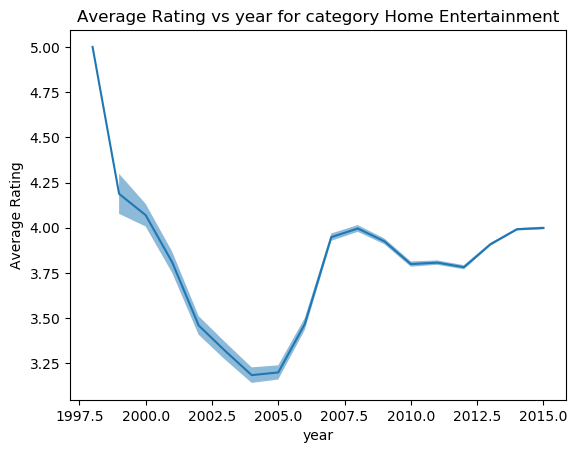 Average Rating vs year for category Home Entertainment
5.00
4.75
4.50
4.25
4.00
3.75
3.50
3.25
Average Rating
1997.5 2000.0 2002.5 2005.0 2007.5 2010.0 2012.5 2015.0
year